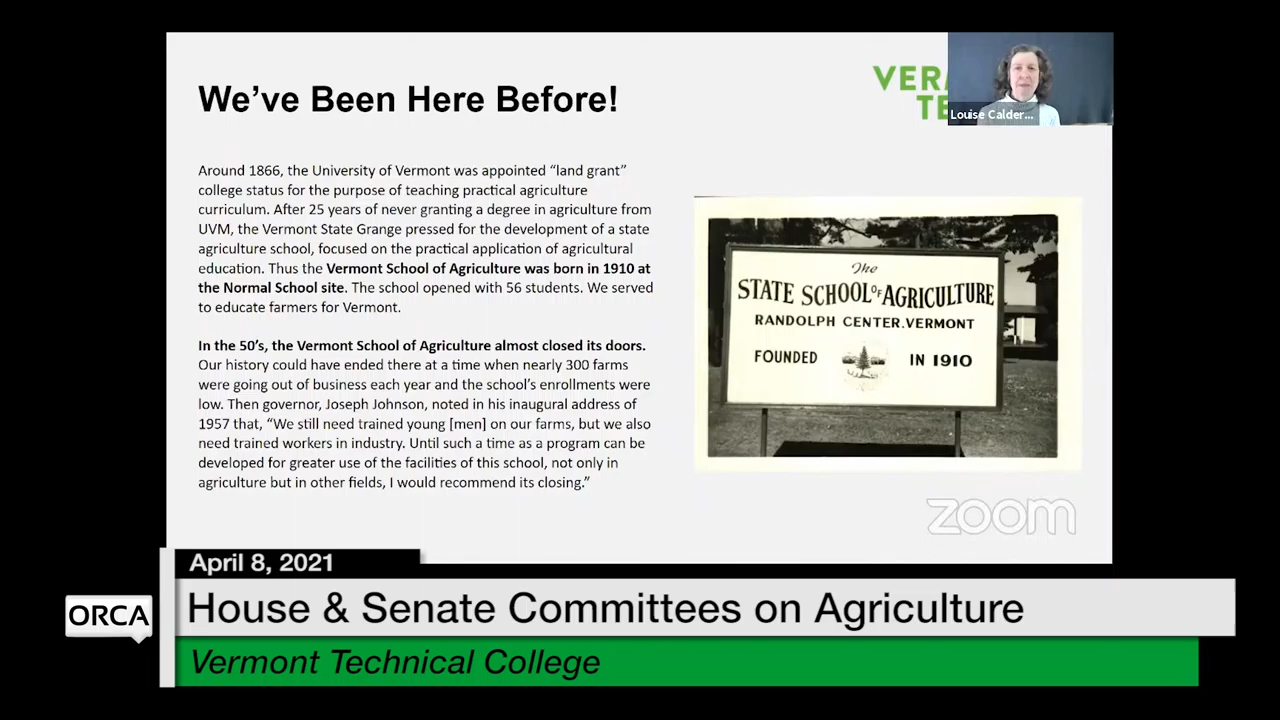 We've Been Here Before!
VER
TE
Louise Calder...
Around 1866, the University of Vermont was appointed “land grant”
college status for the purpose of teaching practical agriculture
curriculum. After 25 years of never granting a degree in agriculture from
UVM, the Vermont State Grange pressed for the development of a state
agriculture school, focused on the practical application of agricultural
education. Thus the Vermont School of Agriculture was born in 1910 at
the Normal School site. The school opened with 56 students. We served
to educate farmers for Vermont.
In the 50's, the Vermont School of Agriculture almost closed its doors.
Our history could have ended there at a time when nearly 300 farms
were going out of business each year and the school's enrollments were
low. Then governor, Joseph Johnson, noted in his inaugural address of
1957 that, “We still need trained young [men] on our farms, but we also
need trained workers in industry. Until such a time as a program can be
developed for greater use of the facilities of this school, not only in
agriculture but in other fields, I would recommend its closing.”
The
STATE SCHOOL OF AGRICULTURE
RANDOLPH CENTER. VERMONT
FOUNDED IN 1910
zoom
April 8, 2021
ORCA
House & Senate Committees on Agriculture
Vermont Technical College